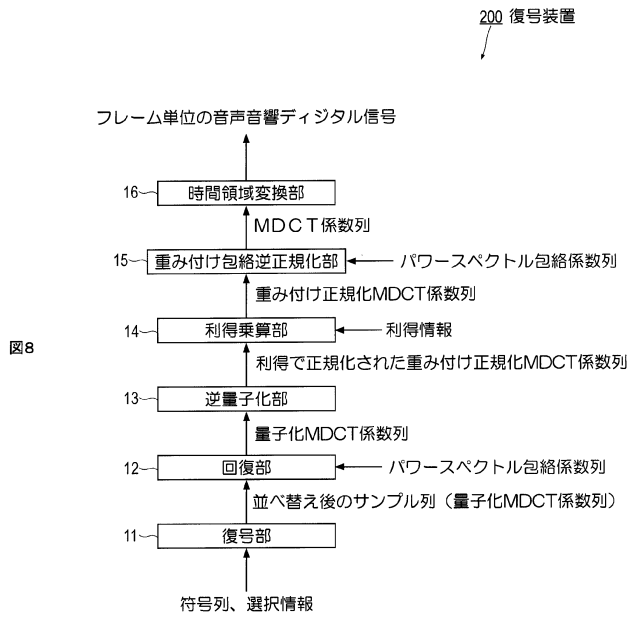 200 復号装置
フレーム単位の音声音響ディジタル信号
16 時間領域変換部
MDCT係数列
15 重み付け包絡逆正規化部 パワースペクトル包絡係数列
重み付け正規化MDCT係数列
14 利得乗算部 利得情報
図8
利得で正規化された重み付け正規化MDCT係数列
13 逆量子化部
量子化MDCT係数列
12 回復部 パワースペクトル包絡係数列
並べ替え後のサンプル列（量子化MDCT係数列）
11 復号部
符号列、選択情報